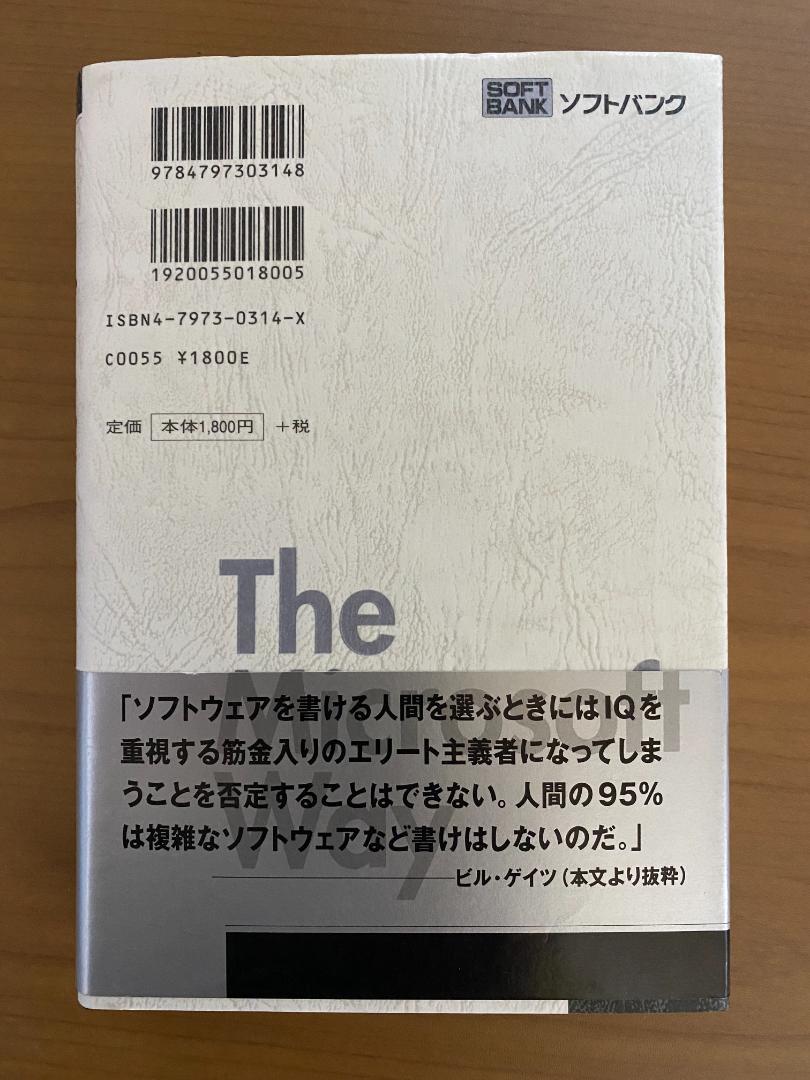 SOFT
BANK ソフトバンク
9784797303148
1920055018005
ISBN4-7973-0314-X
C0055 ¥1800E
定価 本体1,800円 +税
The
Microsoft
Way
「ソフトウェアを書ける人間を選ぶときにはIQを
重視する筋金入りのエリート主義者になってしま
うことを否定することはできない。人間の95%
は複雑なソフトウェアなど書けはしないのだ。」
——ビル・ゲイツ(本文より抜粋)